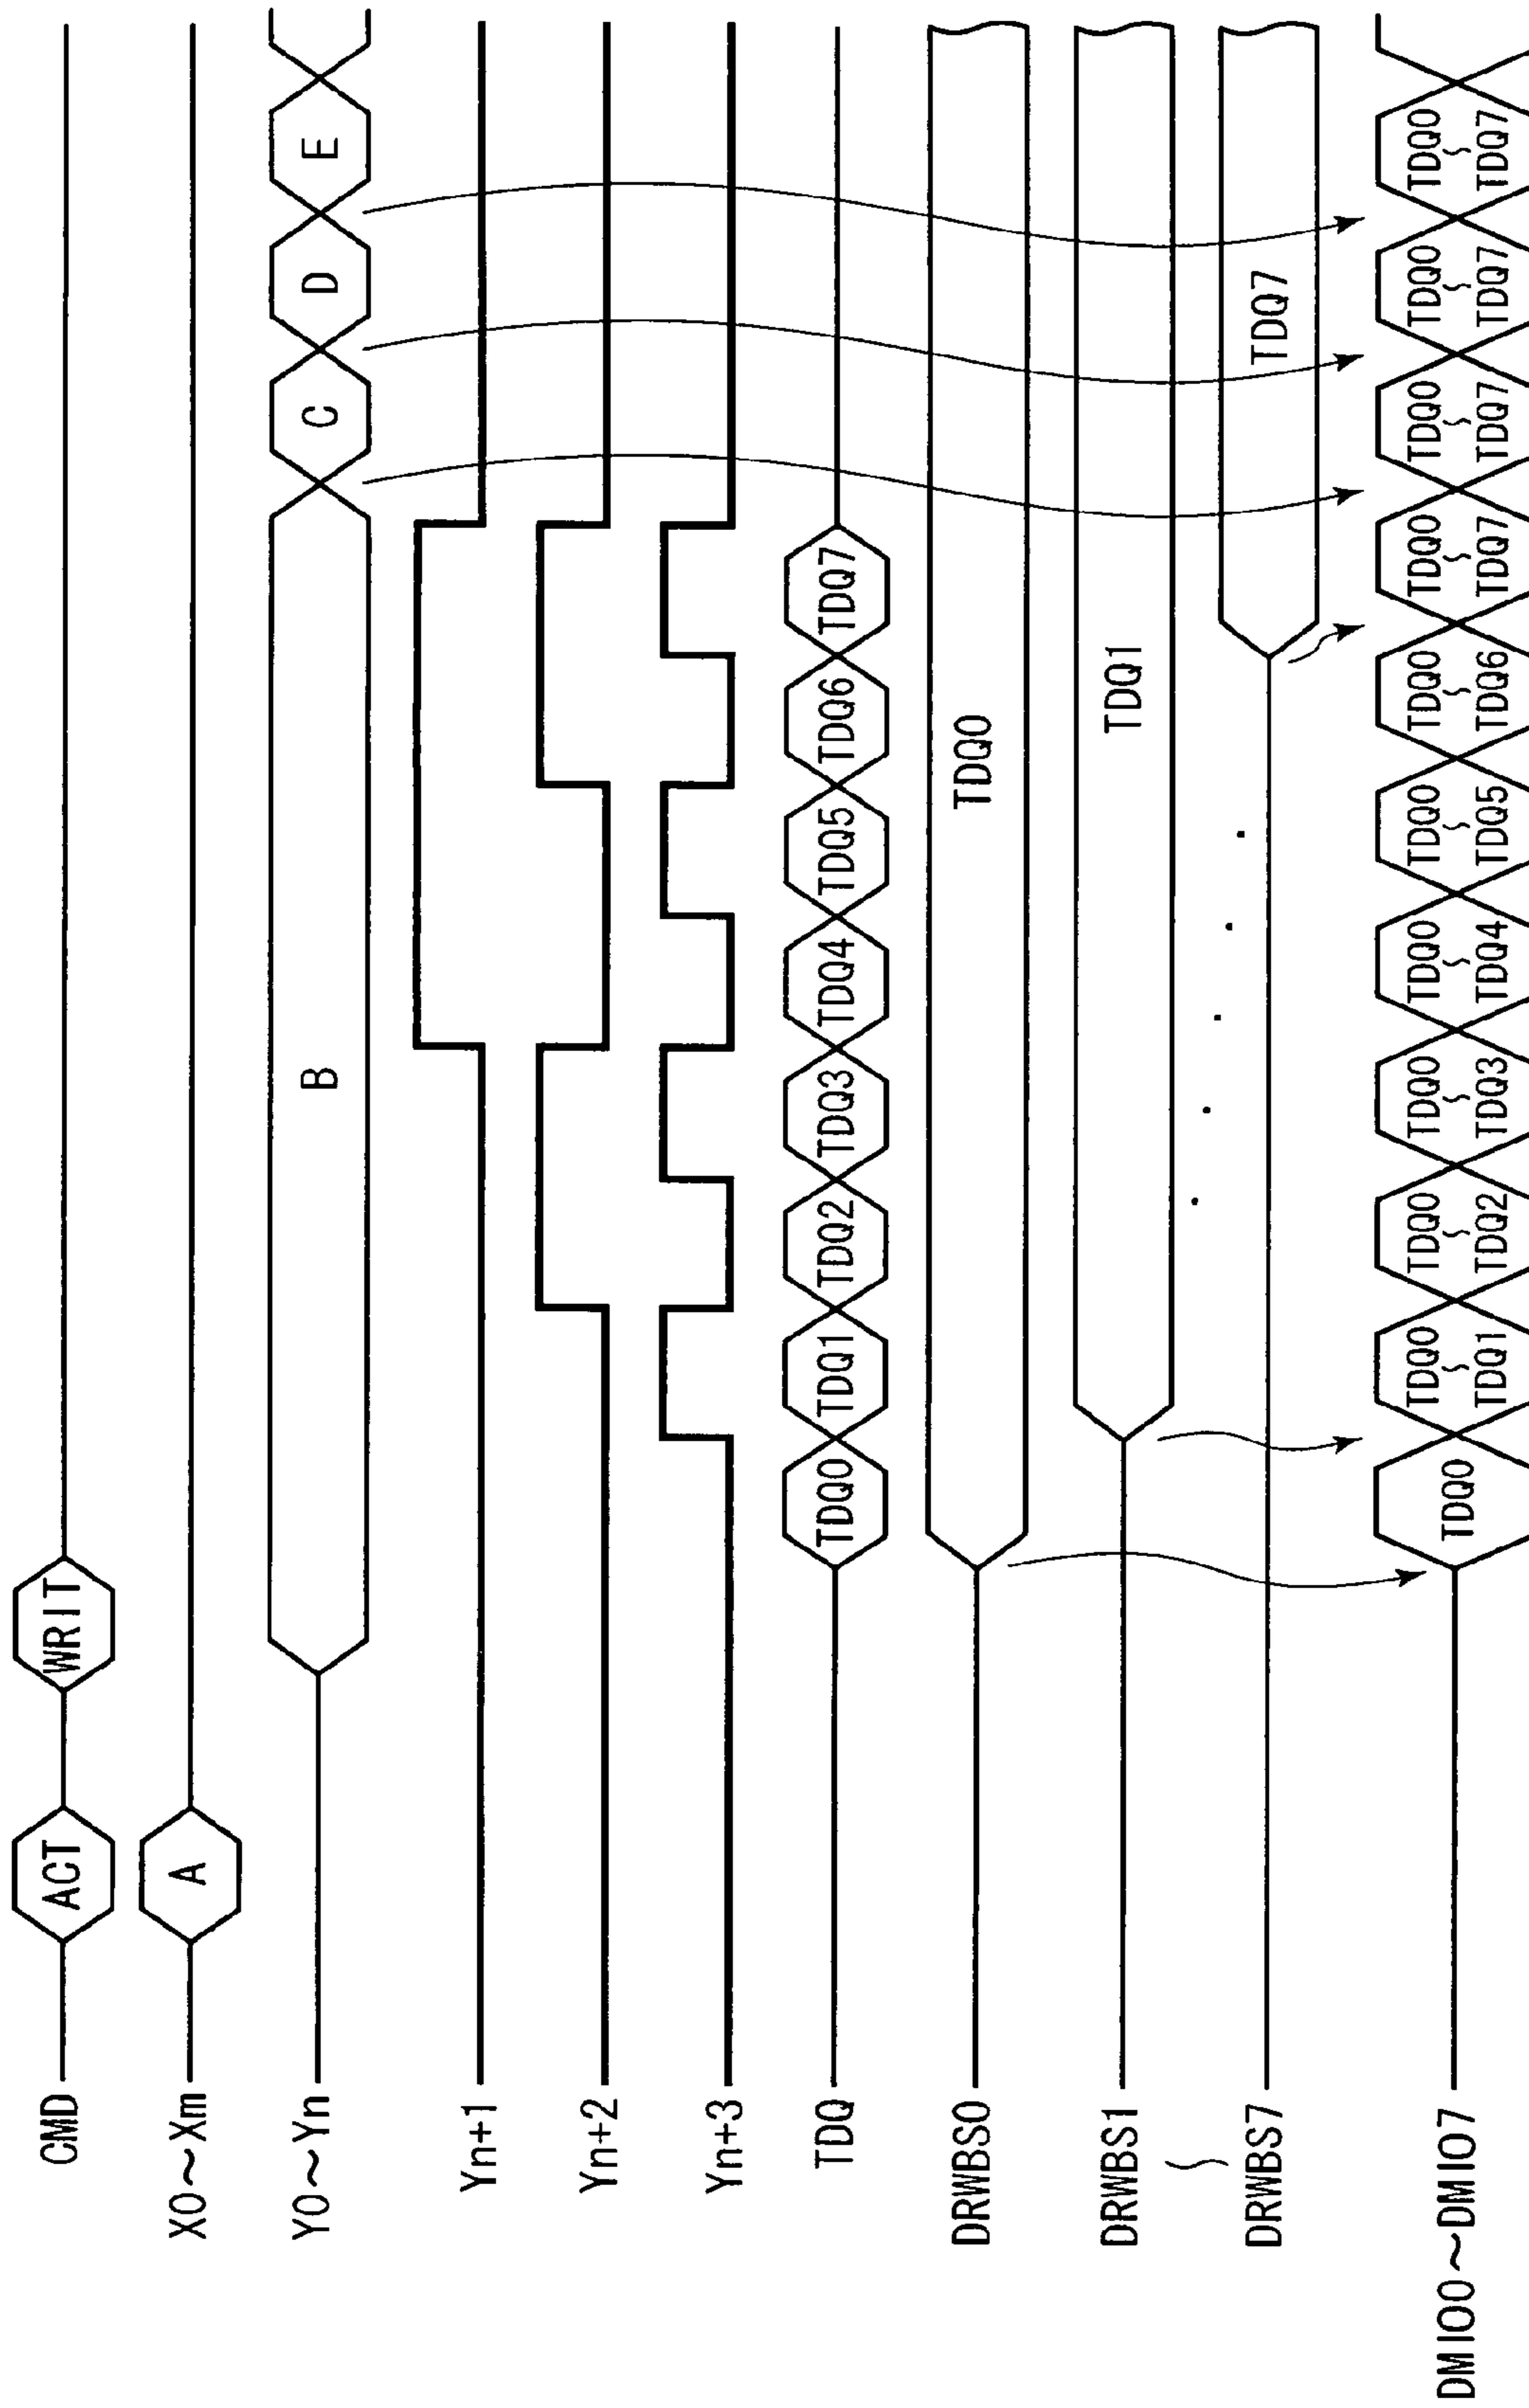 CMD ACT WRIT
X0~Xm A
Y0~Yn B C D E
Yn+1
Yn+2
Yn+3
TDQ TDQ0 TDQ1 TDQ2 TDQ3 TDQ4 TDQ5 TDQ6 TDQ7
DRWBS0 TDQ0
DRWBS1 TDQ1
~
DRWBS7 TDQ7
DMIO0~DMIO7 TDQ0 TDQ0~TDQ1 TDQ0~TDQ2 TDQ0~TDQ3 TDQ0~TDQ4 TDQ0~TDQ5 TDQ0~TDQ6 TDQ0~TDQ7 TDQ0~TDQ7 TDQ0~TDQ7 TDQ0~TDQ7